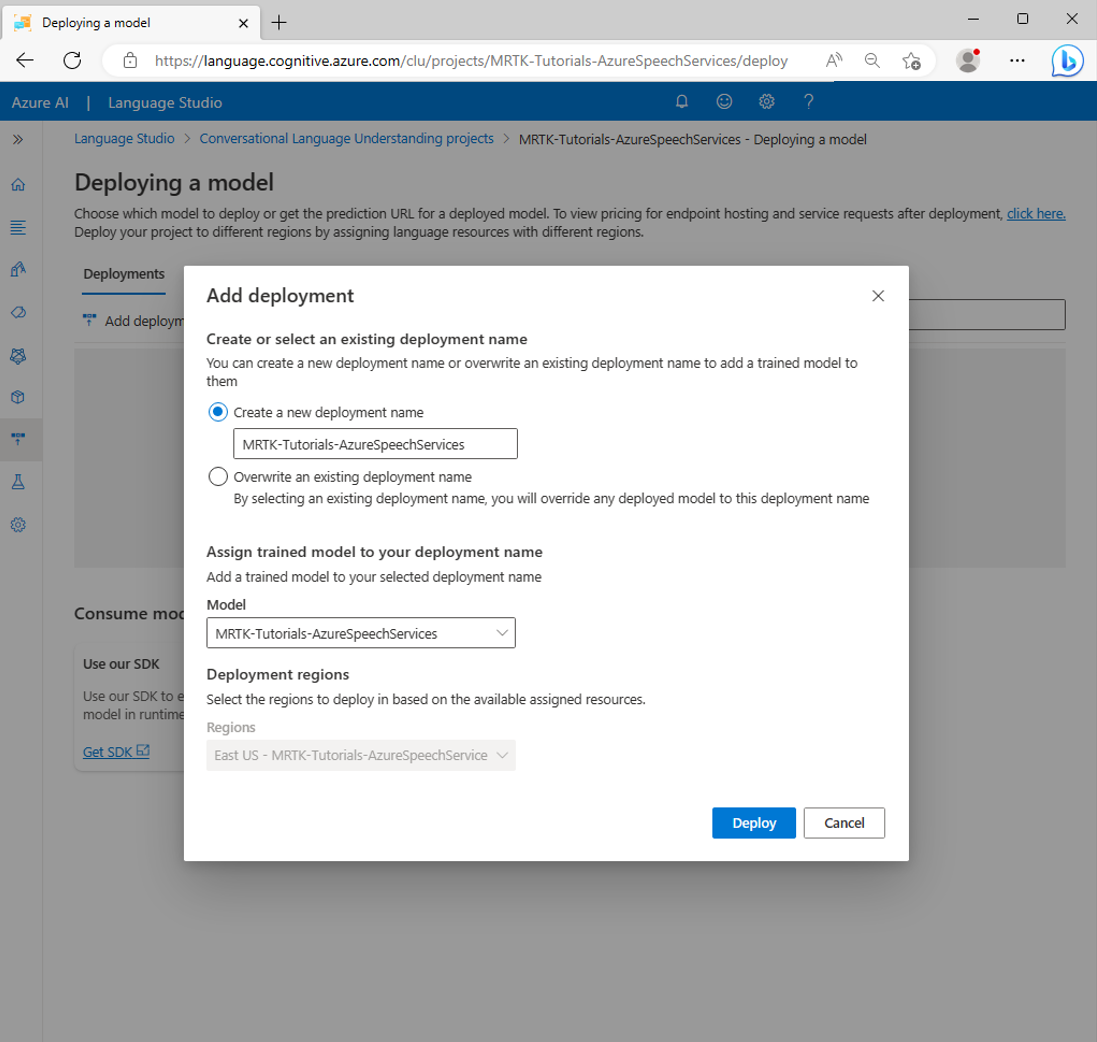 Deploying a model
https://language.cognitive.azure.com/clu/projects/MRTK-Tutorials-AzureSpeechServices/deploy
Azure AI | Language Studio
Language Studio > Conversational Language Understanding projects > MRTK-Tutorials-AzureSpeechServices - Deploying a model
Deploying a model
Choose which model to deploy or get the prediction URL for a deployed model. To view pricing for endpoint hosting and service requests after deployment, click here.
Deploy your project to different regions by assigning language resources with different regions.
Deployments
Add deploym
Add deployment
Create or select an existing deployment name
You can create a new deployment name or overwrite an existing deployment name to add a trained model to
them
Create a new deployment name
MRTK-Tutorials-AzureSpeechServices
Overwrite an existing deployment name
By selecting an existing deployment name, you will override any deployed model to this deployment name
Assign trained model to your deployment name
Add a trained model to your selected deployment name
Model
MRTK-Tutorials-AzureSpeechServices
Deployment regions
Select the regions to deploy in based on the available assigned resources.
Regions
East US - MRTK-Tutorials-AzureSpeechService
Deploy
Cancel
Consume mod
Use our SDK
Use our SDK to e
model in runtime
Get SDK